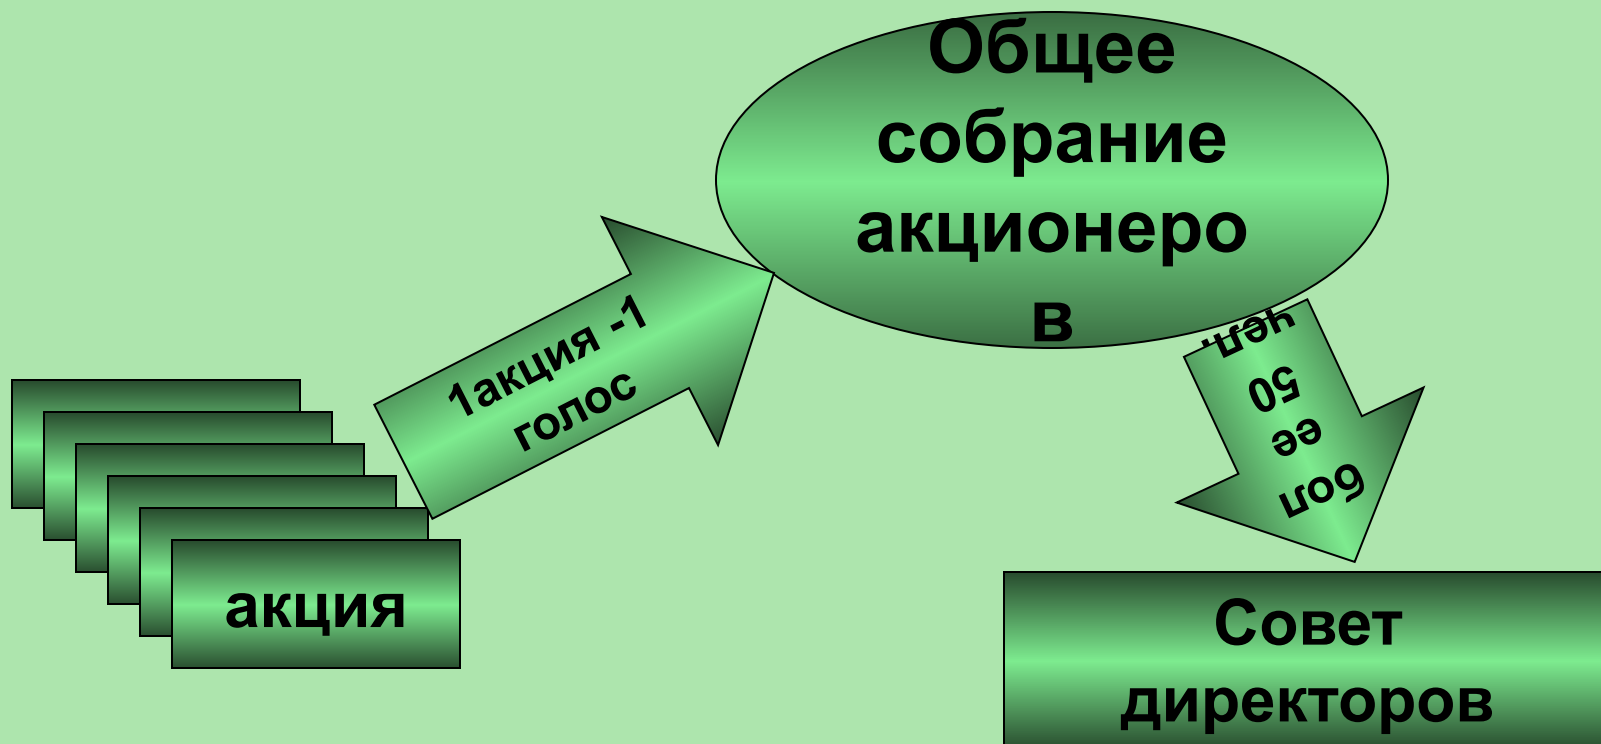 Общее
собрание
акционеро
в
1акция -1
голос
бол
ее
50
чел.
акция
Совет
директоров